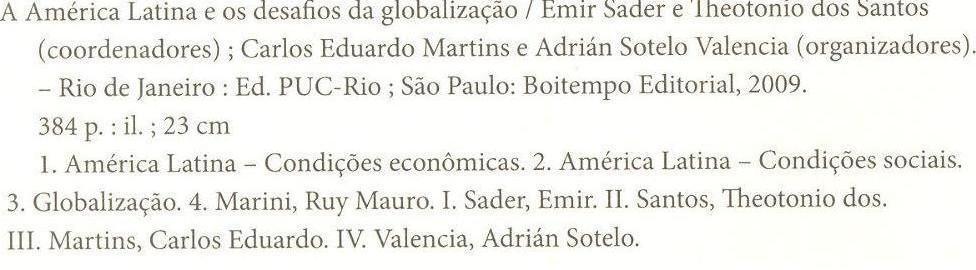 A América Latina e os desafios da globalização / Emir Sader e Theotonio dos Santos
(coordenadores) ; Carlos Eduardo Martins e Adrián Sotelo Valencia (organizadores).
– Rio de Janeiro : Ed. PUC-Rio ; São Paulo: Boitempo Editorial, 2009.
384 p. : il. ; 23 cm
1. América Latina – Condições econômicas. 2. América Latina – Condições sociais.
3. Globalização. 4. Marini, Ruy Mauro. I. Sader, Emir. II. Santos, Theotonio dos.
III. Martins, Carlos Eduardo. IV. Valencia, Adrián Sotelo.